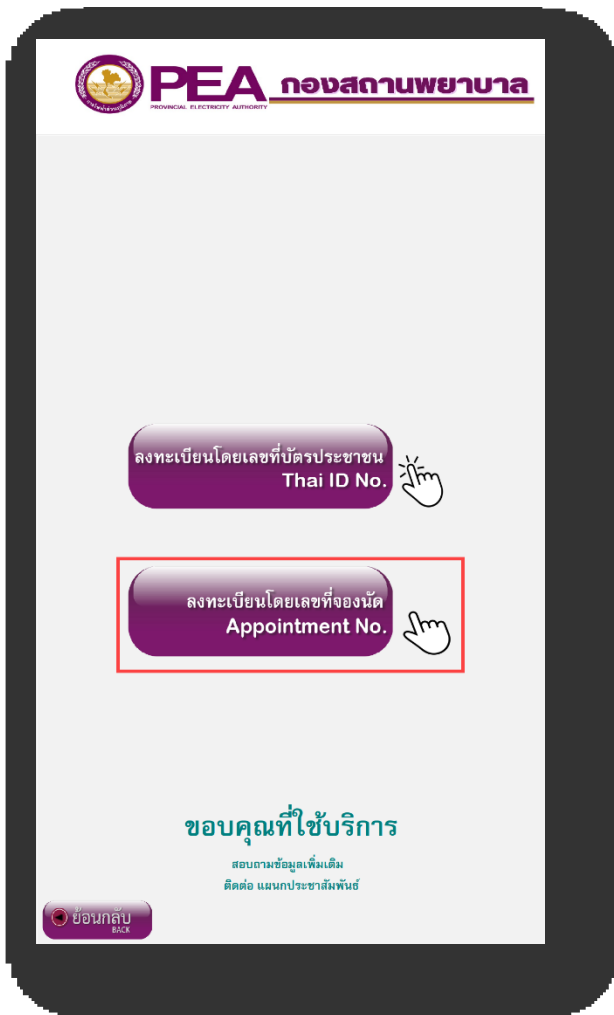 PEA กองสถานพยาบาล
PROVINCIAL ELECTRICITY AUTHORITY
ลงทะเบียนโดยเลขที่บัตรประชาชน
Thai ID No.
ลงทะเบียนโดยเลขที่จองนัด
Appointment No.
ขอบคุณที่ใช้บริการ
สอบถามข้อมูลเพิ่มเติม
ติดต่อ แผนกประชาสัมพันธ์
ย้อนกลับ
BACK